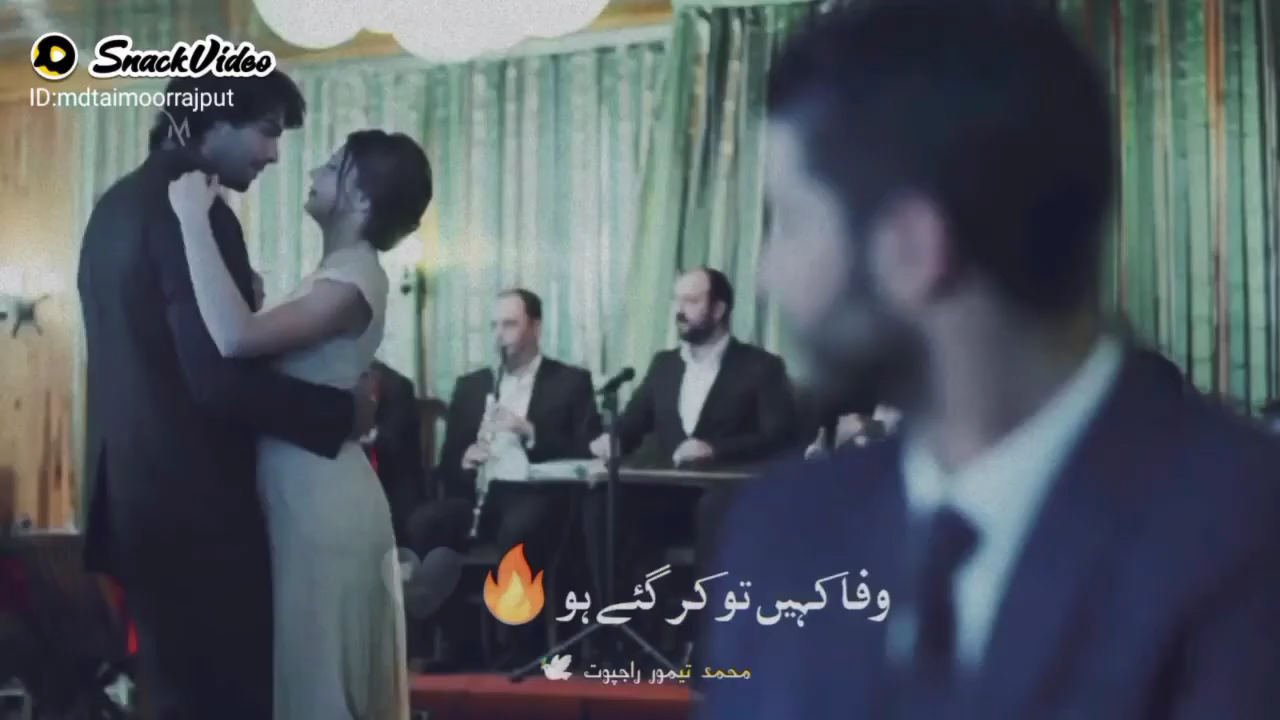 SnackVideo
ID:mdtaimoorrajput
وفا کہیں تو کر گئے ہو 🔥
محمد تیمور راجپوت 🕊